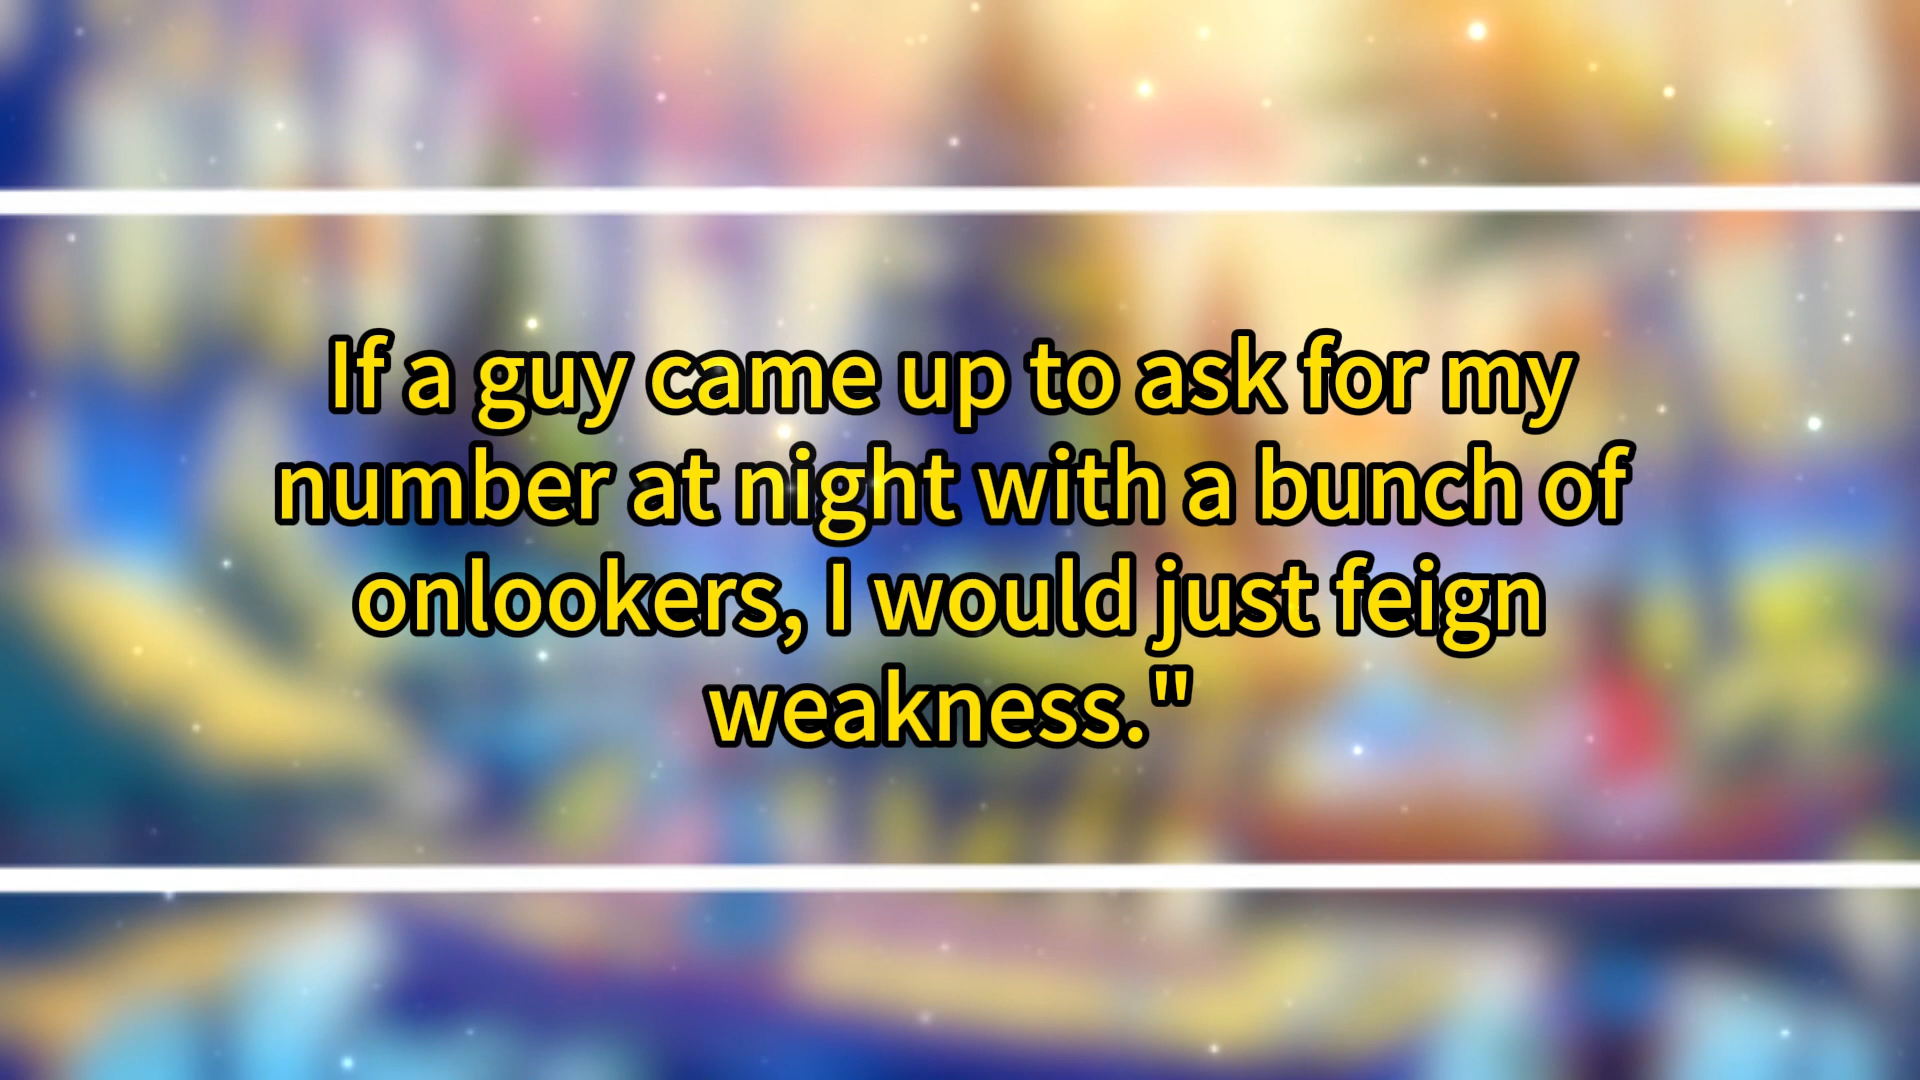 If a guy came up to ask for my
number at night with a bunch of
onlookers, I would just feign
weakness."